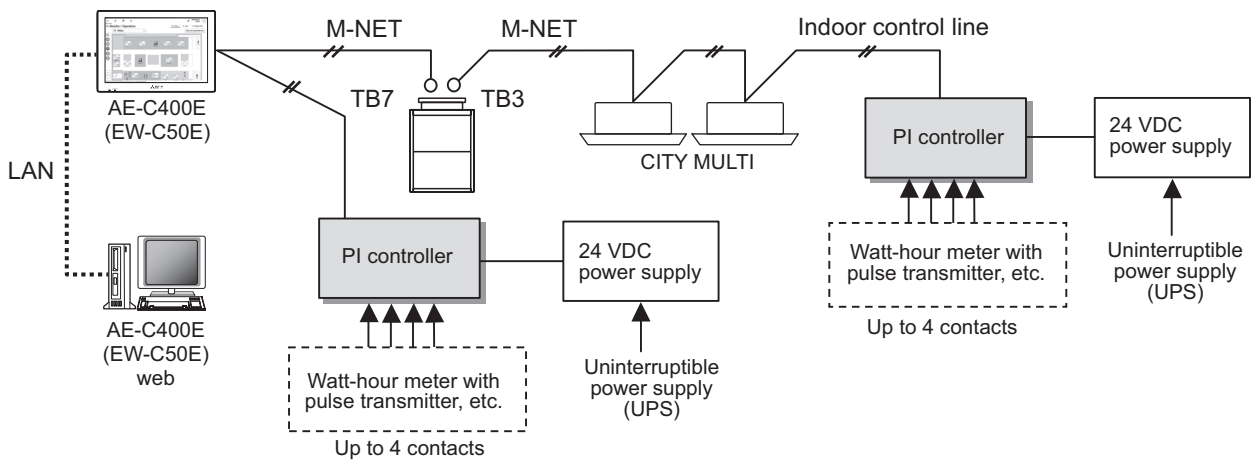 M-NET
M-NET
Indoor control line
TB7
TB3
AE-C400E
(EW-C50E)
CITY MULTI
PI controller
24 VDC
power supply
LAN
Watt-hour meter with
pulse transmitter, etc.
Up to 4 contacts
Uninterruptible
power supply
(UPS)
PI controller
24 VDC
power supply
AE-C400E
(EW-C50E)
web
Watt-hour meter with
pulse transmitter, etc.
Up to 4 contacts
Uninterruptible
power supply
(UPS)